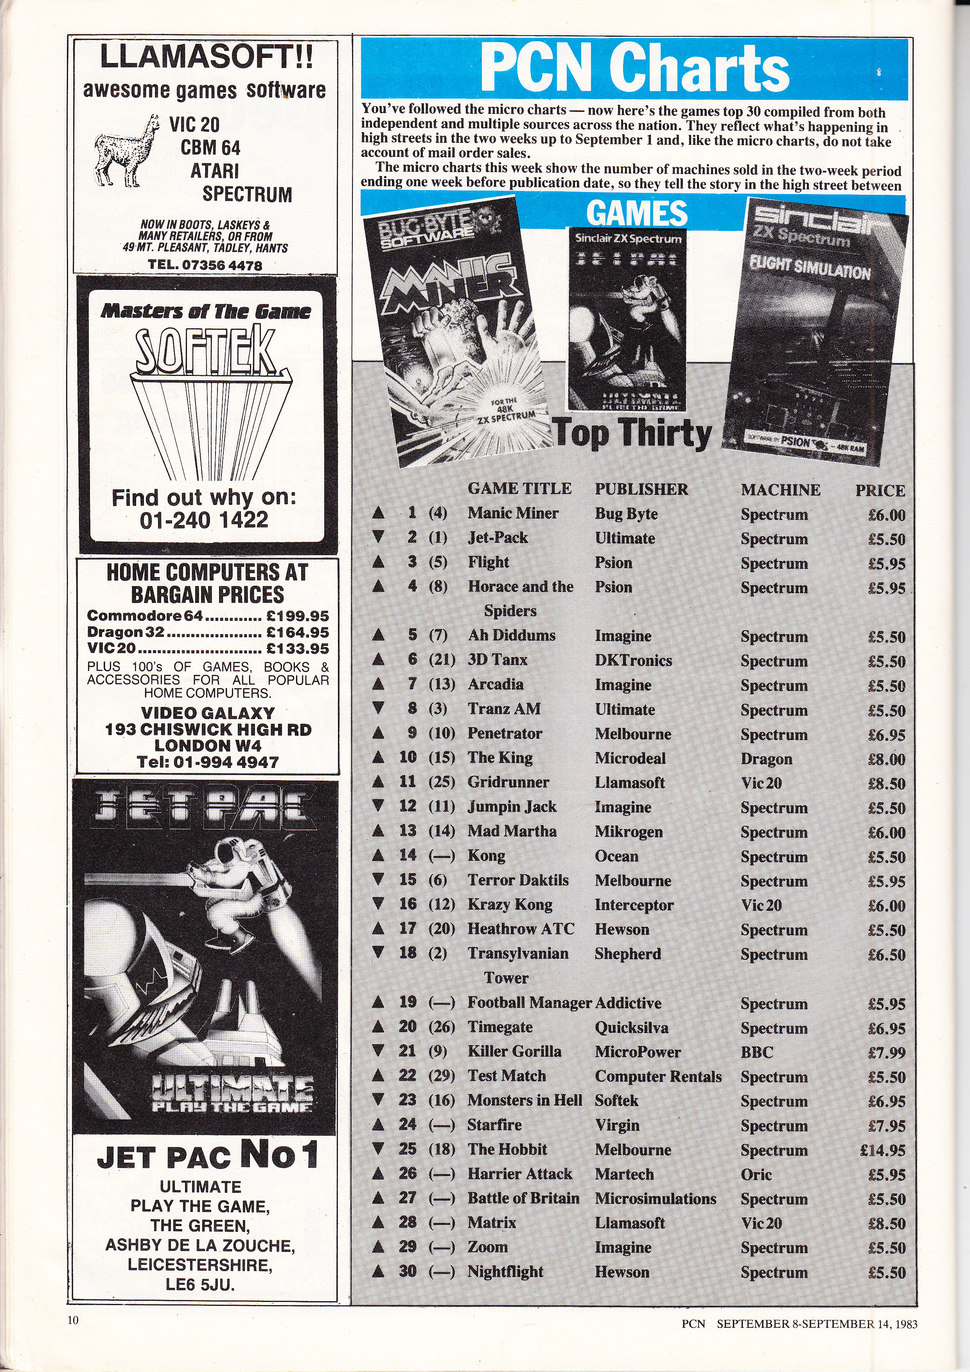 LLAMASOFT!!
awesome games software
VIC 20
CBM 64
ATARI
SPECTRUM
NOW IN BOOTS, LASKEYS &
MANY RETAILERS, OR FROM
49 MT. PLEASANT, TADLEY, HANTS
TEL. 07356 4478
Masters of The Game
SOFTEK
Find out why on:
01-240 1422
HOME COMPUTERS AT
BARGAIN PRICES
Commodore 64............ £199.95
Dragon 32.................... £164.95
VIC 20.......................... £133.95
PLUS 100's OF GAMES, BOOKS &
ACCESSORIES FOR ALL POPULAR
HOME COMPUTERS.
VIDEO GALAXY
193 CHISWICK HIGH RD
LONDON W4
Tel: 01-994 4947
JETPAC
ULTIMATE
PLAY THE GAME
JET PAC No 1
ULTIMATE
PLAY THE GAME,
THE GREEN,
ASHBY DE LA ZOUCHE,
LEICESTERSHIRE,
LE6 5JU.
PCN Charts
You've followed the micro charts — now here's the games top 30 compiled from both
independent and multiple sources across the nation. They reflect what's happening in
high streets in the two weeks up to September 1 and, like the micro charts, do not take
account of mail order sales.
The micro charts this week show the number of machines sold in the two-week period
ending one week before publication date, so they tell the story in the high street between
GAMES
BUG-BYTE
SOFTWARE
MANIC
MINER
FOR THE
48K
ZX SPECTRUM
Sinclair ZX Spectrum
JETPAC
ULTIMATE
PLAY THE GAME
sinclair
ZX Spectrum
FLIGHT SIMULATION
SOFTWARE BY PSION – 48K RAM
Top Thirty
GAME TITLE PUBLISHER MACHINE PRICE
▲ 1 (4) Manic Miner Bug Byte Spectrum £6.00
▼ 2 (1) Jet-Pack Ultimate Spectrum £5.50
▲ 3 (5) Flight Psion Spectrum £5.95
▲ 4 (8) Horace and the Psion Spectrum £5.95
Spiders
▲ 5 (7) Ah Diddums Imagine Spectrum £5.50
▲ 6 (21) 3D Tanx DKTronics Spectrum £5.50
▲ 7 (13) Arcadia Imagine Spectrum £5.50
▼ 8 (3) Tranz AM Ultimate Spectrum £5.50
▲ 9 (10) Penetrator Melbourne Spectrum £6.95
▲ 10 (15) The King Microdeal Dragon £8.00
▲ 11 (25) Gridrunner Llamasoft Vic 20 £8.50
▼ 12 (11) Jumpin Jack Imagine Spectrum £5.50
▲ 13 (14) Mad Martha Mikrogen Spectrum £6.00
▲ 14 (—) Kong Ocean Spectrum £5.50
▼ 15 (6) Terror Daktils Melbourne Spectrum £5.95
▼ 16 (12) Krazy Kong Interceptor Vic 20 £6.00
▲ 17 (20) Heathrow ATC Hewson Spectrum £5.50
▼ 18 (2) Transylvanian Shepherd Spectrum £6.50
Tower
▲ 19 (—) Football Manager Addictive Spectrum £5.95
▲ 20 (26) Timegate Quicksilva Spectrum £6.95
▼ 21 (9) Killer Gorilla MicroPower BBC £7.99
▲ 22 (29) Test Match Computer Rentals Spectrum £5.50
▼ 23 (16) Monsters in Hell Softek Spectrum £6.95
▲ 24 (—) Starfire Virgin Spectrum £7.95
▼ 25 (18) The Hobbit Melbourne Spectrum £14.95
▲ 26 (—) Harrier Attack Martech Oric £5.95
▲ 27 (—) Battle of Britain Microsimulations Spectrum £5.50
▲ 28 (—) Matrix Llamasoft Vic 20 £8.50
▲ 29 (—) Zoom Imagine Spectrum £5.50
▲ 30 (—) Nightflight Hewson Spectrum £5.50
10
PCN SEPTEMBER 8-SEPTEMBER 14, 1983